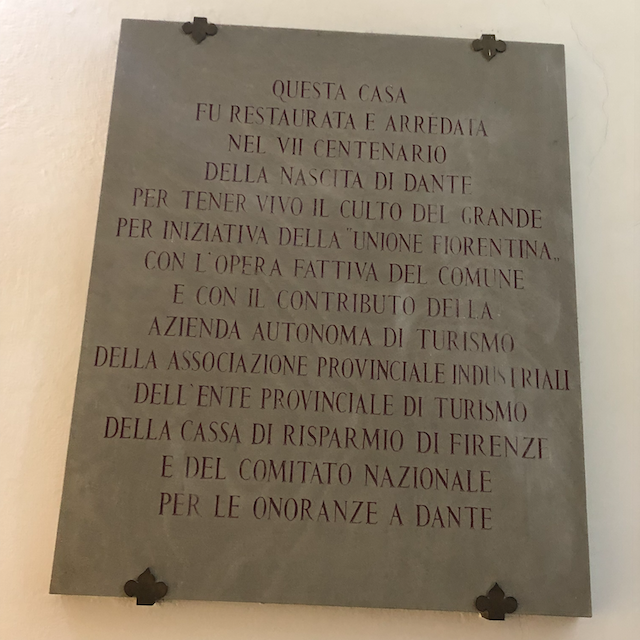 QUESTA CASA
FU RESTAURATA E ARREDATA
NEL VII CENTENARIO
DELLA NASCITA DI DANTE
PER TENER VIVO IL CULTO DEL GRANDE
PER INIZIATIVA DELLA "UNIONE FIORENTINA„
CON L'OPERA FATTIVA DEL COMUNE
E CON IL CONTRIBUTO DELLA
AZIENDA AUTONOMA DI TURISMO
DELLA ASSOCIAZIONE PROVINCIALE INDUSTRIALI
DELL'ENTE PROVINCIALE DI TURISMO
DELLA CASSA DI RISPARMIO DI FIRENZE
E DEL COMITATO NAZIONALE
PER LE ONORANZE A DANTE